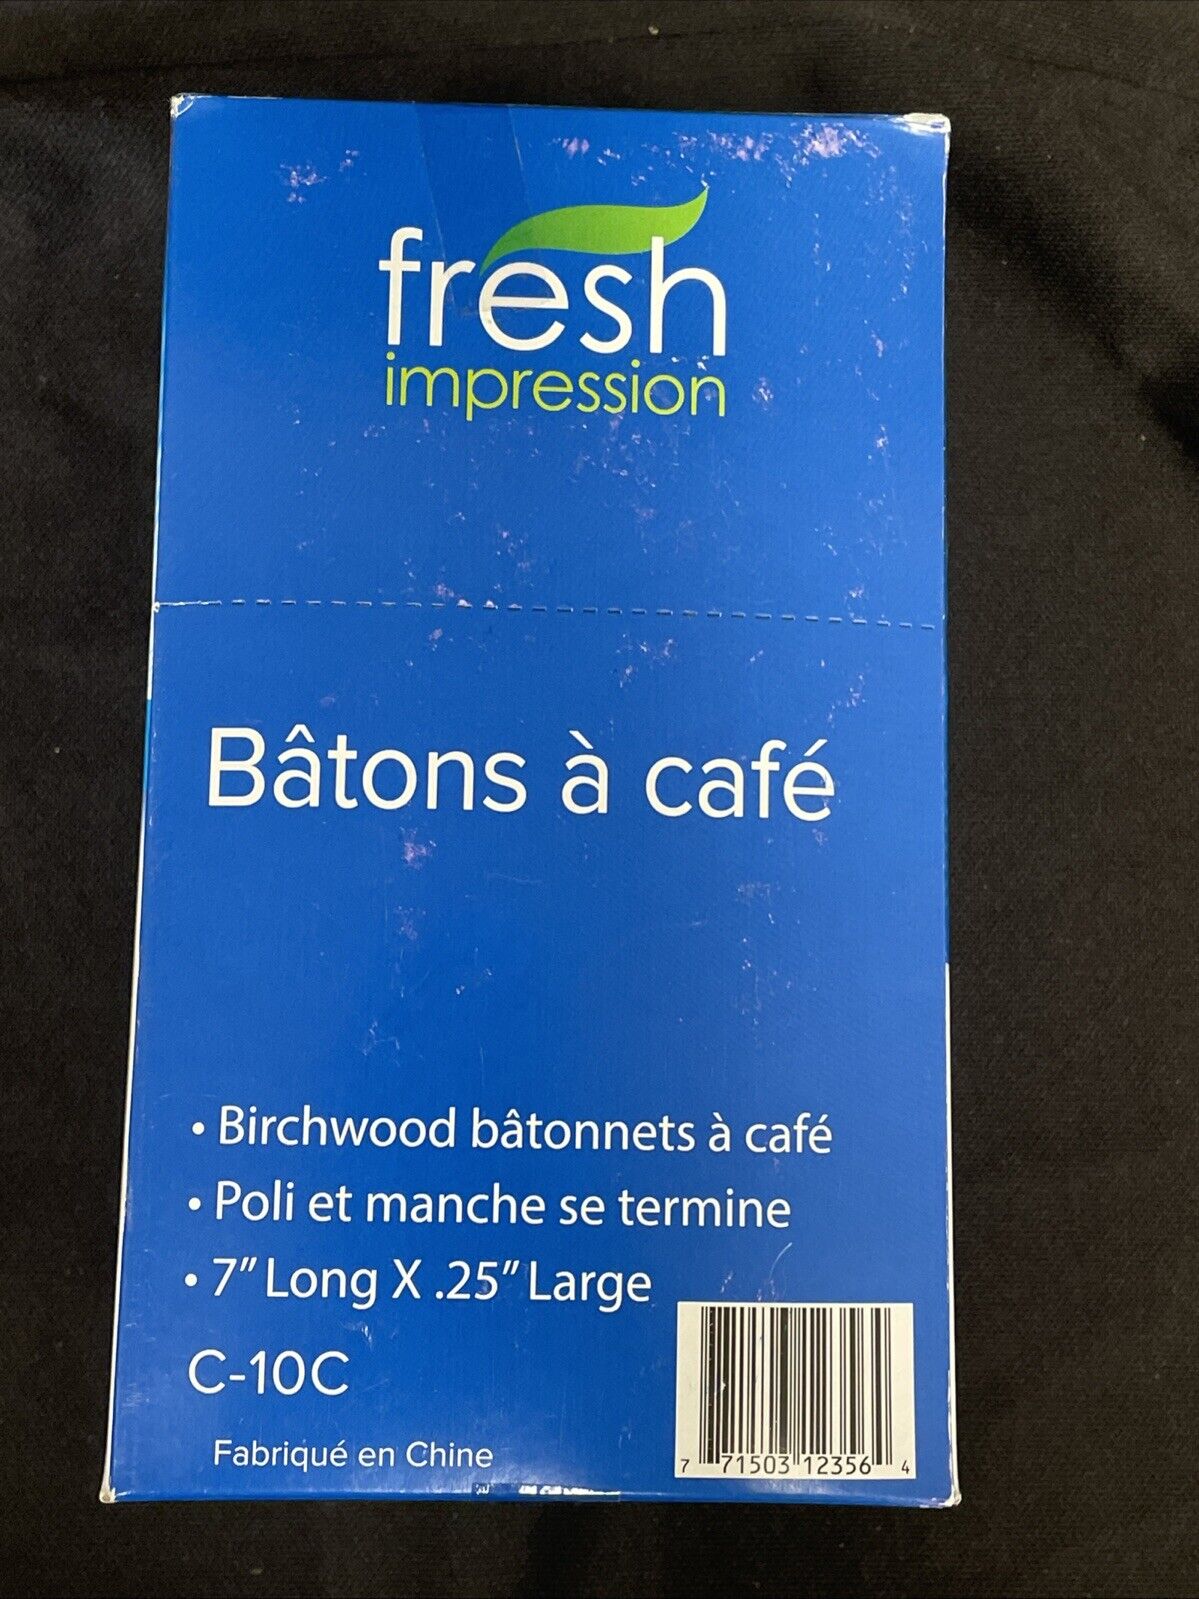 fresh
impression
Bâtons à café
• Birchwood bâtonnets à café
• Poli et manche se termine
• 7” Long X .25” Large
C-10C
Fabriqué en Chine
7 71503 12356 4